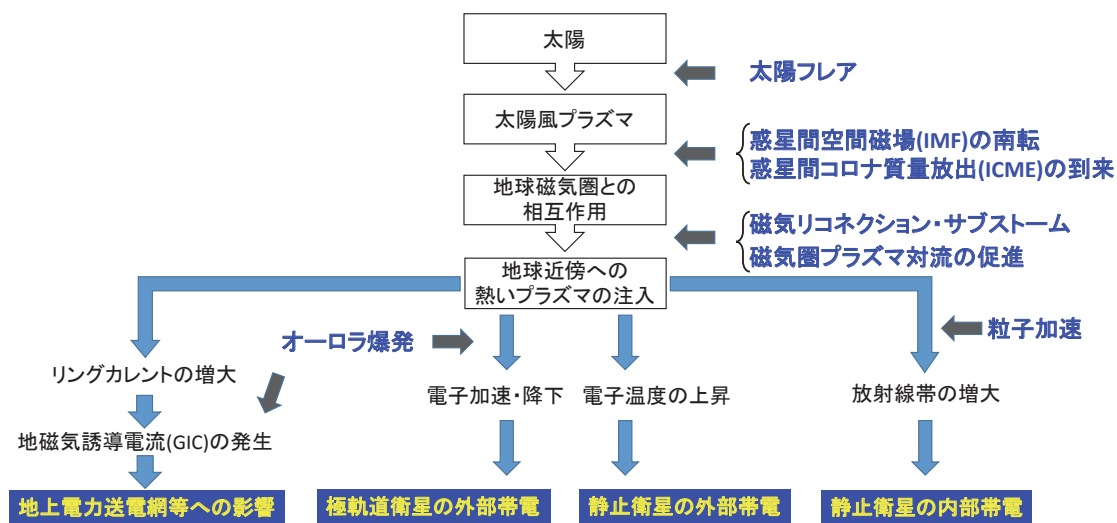 太陽
太陽フレア
太陽風プラズマ
惑星間空間磁場(IMF)の南転
惑星間コロナ質量放出(ICME)の到来
地球磁気圏との
相互作用
磁気リコネクション・サブストーム
磁気圏プラズマ対流の促進
地球近傍への
熱いプラズマの注入
オーロラ爆発
粒子加速
リングカレントの増大
電子加速・降下
電子温度の上昇
放射線帯の増大
地磁気誘導電流(GIC)の発生
地上電力送電網等への影響
極軌道衛星の外部帯電
静止衛星の外部帯電
静止衛星の内部帯電